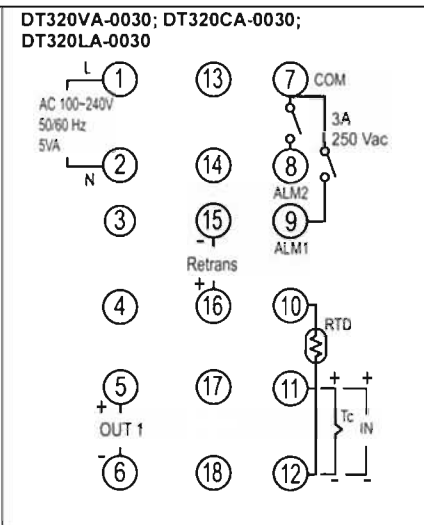 DT320VA-0030; DT320CA-0030;
DT320LA-0030
L
1
13
7
COM
AC 100~240V
50/60 Hz
5VA
3A
250 Vac
N
2
14
8
ALM2
3
15
9
-
ALM1
Retrans
+
4
16
10
RTD
5
17
11
+
+
+
OUT 1
Tc
IN
-
-
-
6
18
12